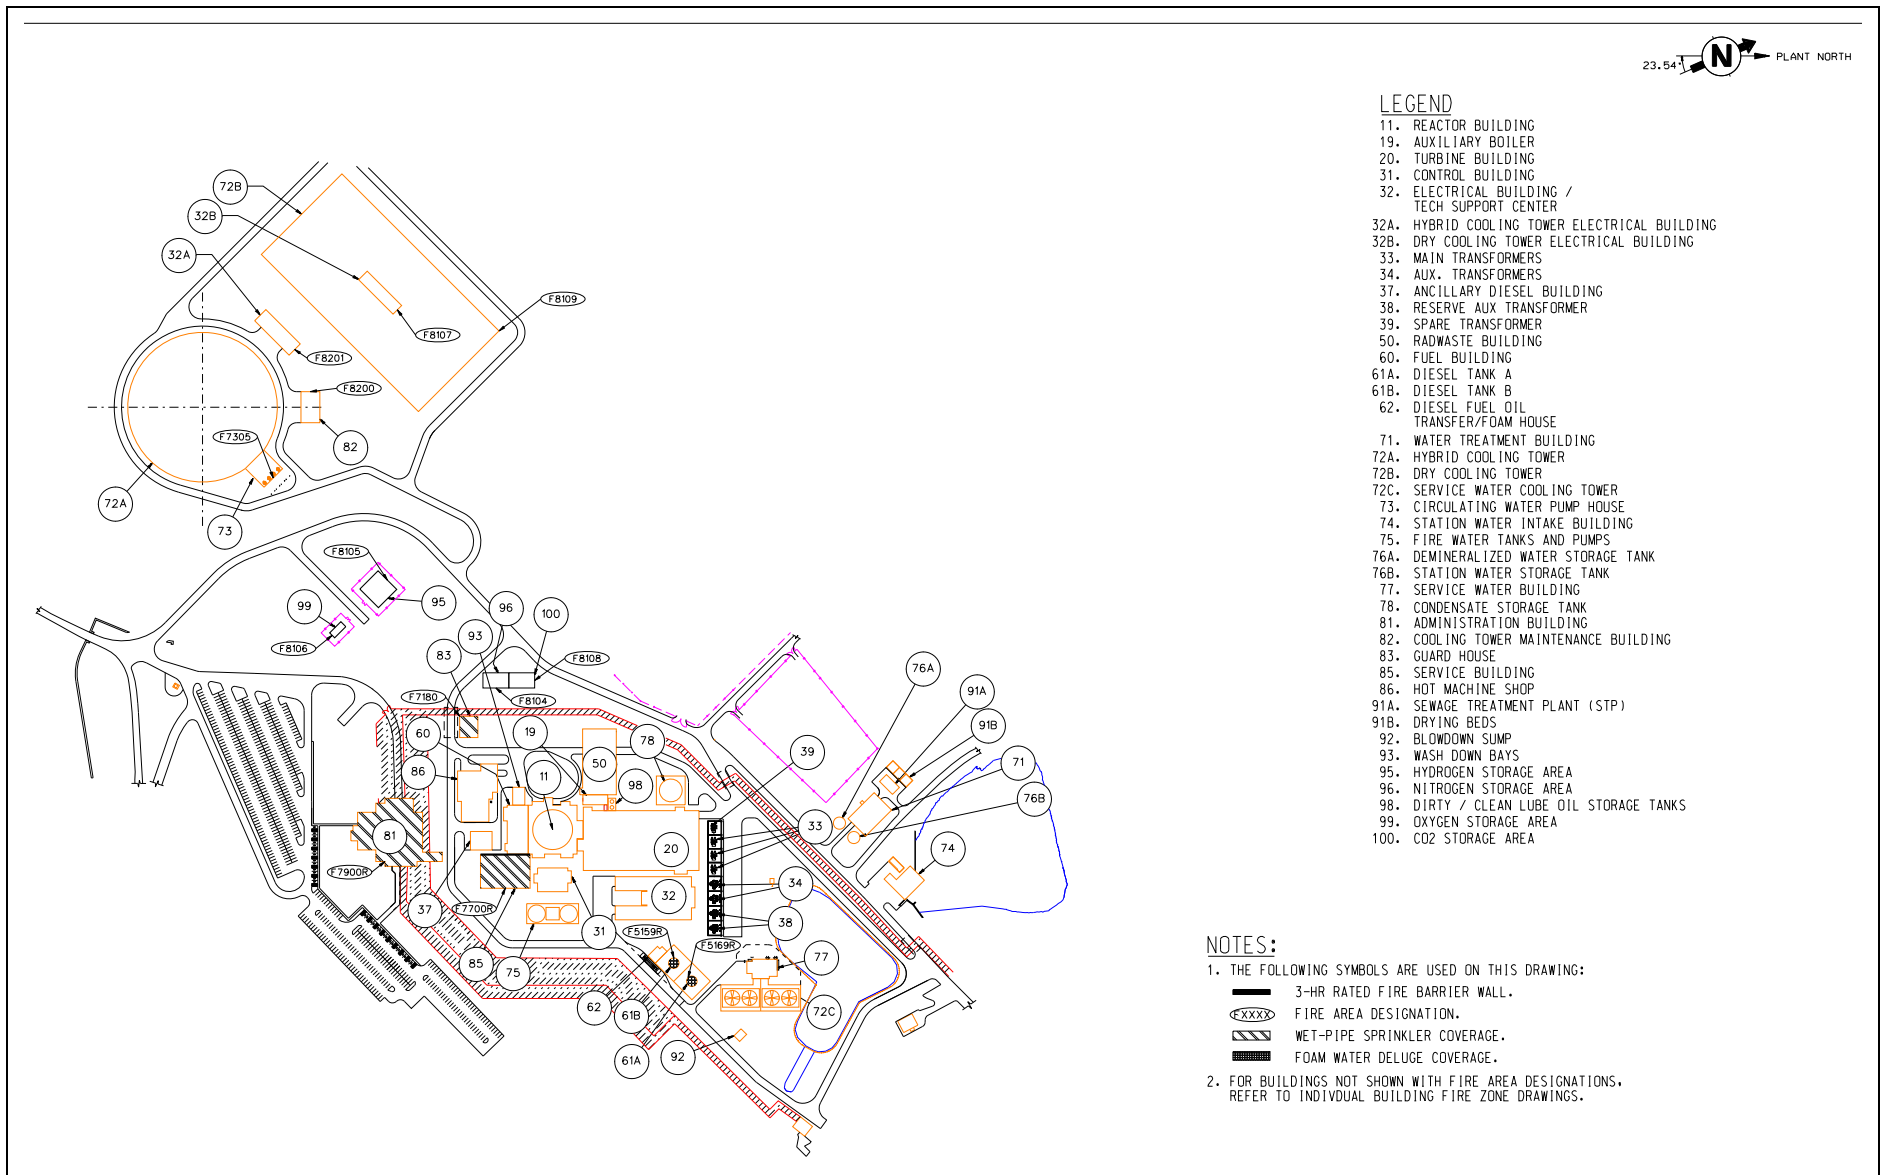 23.54°
N
PLANT NORTH
LEGEND
11. REACTOR BUILDING
19. AUXILIARY BOILER
20. TURBINE BUILDING
31. CONTROL BUILDING
32. ELECTRICAL BUILDING /
TECH SUPPORT CENTER
32A. HYBRID COOLING TOWER ELECTRICAL BUILDING
32B. DRY COOLING TOWER ELECTRICAL BUILDING
33. MAIN TRANSFORMERS
34. AUX. TRANSFORMERS
37. ANCILLARY DIESEL BUILDING
38. RESERVE AUX TRANSFORMER
39. SPARE TRANSFORMER
50. RADWASTE BUILDING
60. FUEL BUILDING
61A. DIESEL TANK A
61B. DIESEL TANK B
62. DIESEL FUEL OIL
TRANSFER/FOAM HOUSE
71. WATER TREATMENT BUILDING
72A. HYBRID COOLING TOWER
72B. DRY COOLING TOWER
72C. SERVICE WATER COOLING TOWER
73. CIRCULATING WATER PUMP HOUSE
74. STATION WATER INTAKE BUILDING
75. FIRE WATER TANKS AND PUMPS
76A. DEMINERALIZED WATER STORAGE TANK
76B. STATION WATER STORAGE TANK
77. SERVICE WATER BUILDING
78. CONDENSATE STORAGE TANK
81. ADMINISTRATION BUILDING
82. COOLING TOWER MAINTENANCE BUILDING
83. GUARD HOUSE
85. SERVICE BUILDING
86. HOT MACHINE SHOP
91A. SEWAGE TREATMENT PLANT (STP)
91B. DRYING BEDS
92. BLOWDOWN SUMP
93. WASH DOWN BAYS
95. HYDROGEN STORAGE AREA
96. NITROGEN STORAGE AREA
98. DIRTY / CLEAN LUBE OIL STORAGE TANKS
99. OXYGEN STORAGE AREA
100. CO2 STORAGE AREA
72B
32B
32A
F8109
F8107
F8201
F8200
F7305
82
72A
73
F8105
95
99
F8106
96
100
93
83
F8108
F8104
F7180
60
19
50
78
86
11
98
39
76A
91A
91B
71
76B
33
81
20
74
F7900R
32
34
37
F7700R
31
38
F5159R
F5169R
77
85
75
62
61B
72C
61A
92
NOTES:
1. THE FOLLOWING SYMBOLS ARE USED ON THIS DRAWING:
3-HR RATED FIRE BARRIER WALL.
FXXXX FIRE AREA DESIGNATION.
WET-PIPE SPRINKLER COVERAGE.
FOAM WATER DELUGE COVERAGE.
2. FOR BUILDINGS NOT SHOWN WITH FIRE AREA DESIGNATIONS,
REFER TO INDIVDUAL BUILDING FIRE ZONE DRAWINGS.